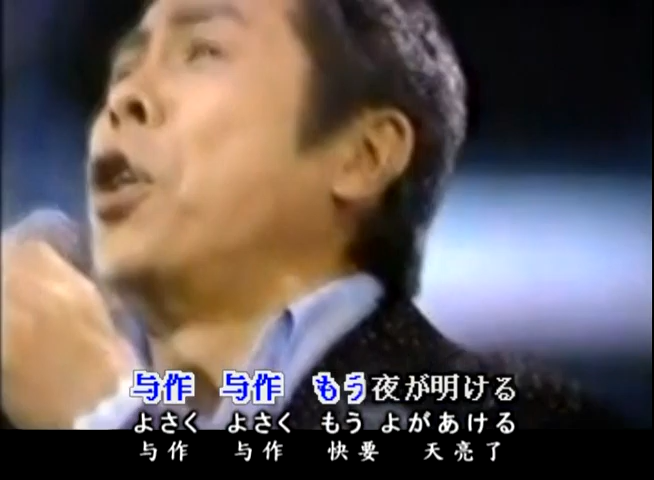 与作 与作 もう夜が明ける
よさく よさく もう よがあける
与作 与作 快要 天亮了